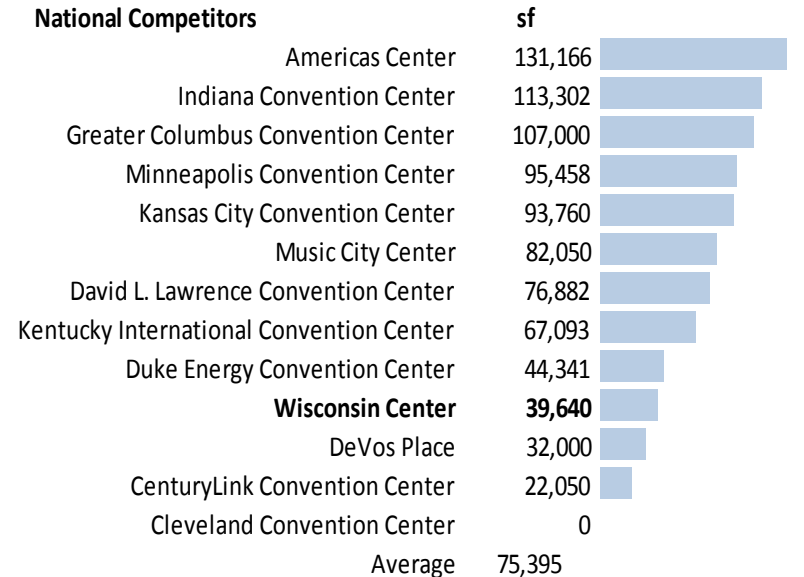 National Competitors sf
Americas Center 131,166
Indiana Convention Center 113,302
Greater Columbus Convention Center 107,000
Minneapolis Convention Center 95,458
Kansas City Convention Center 93,760
Music City Center 82,050
David L. Lawrence Convention Center 76,882
Kentucky International Convention Center 67,093
Duke Energy Convention Center 44,341
Wisconsin Center 39,640
DeVos Place 32,000
CenturyLink Convention Center 22,050
Cleveland Convention Center 0
Average 75,395